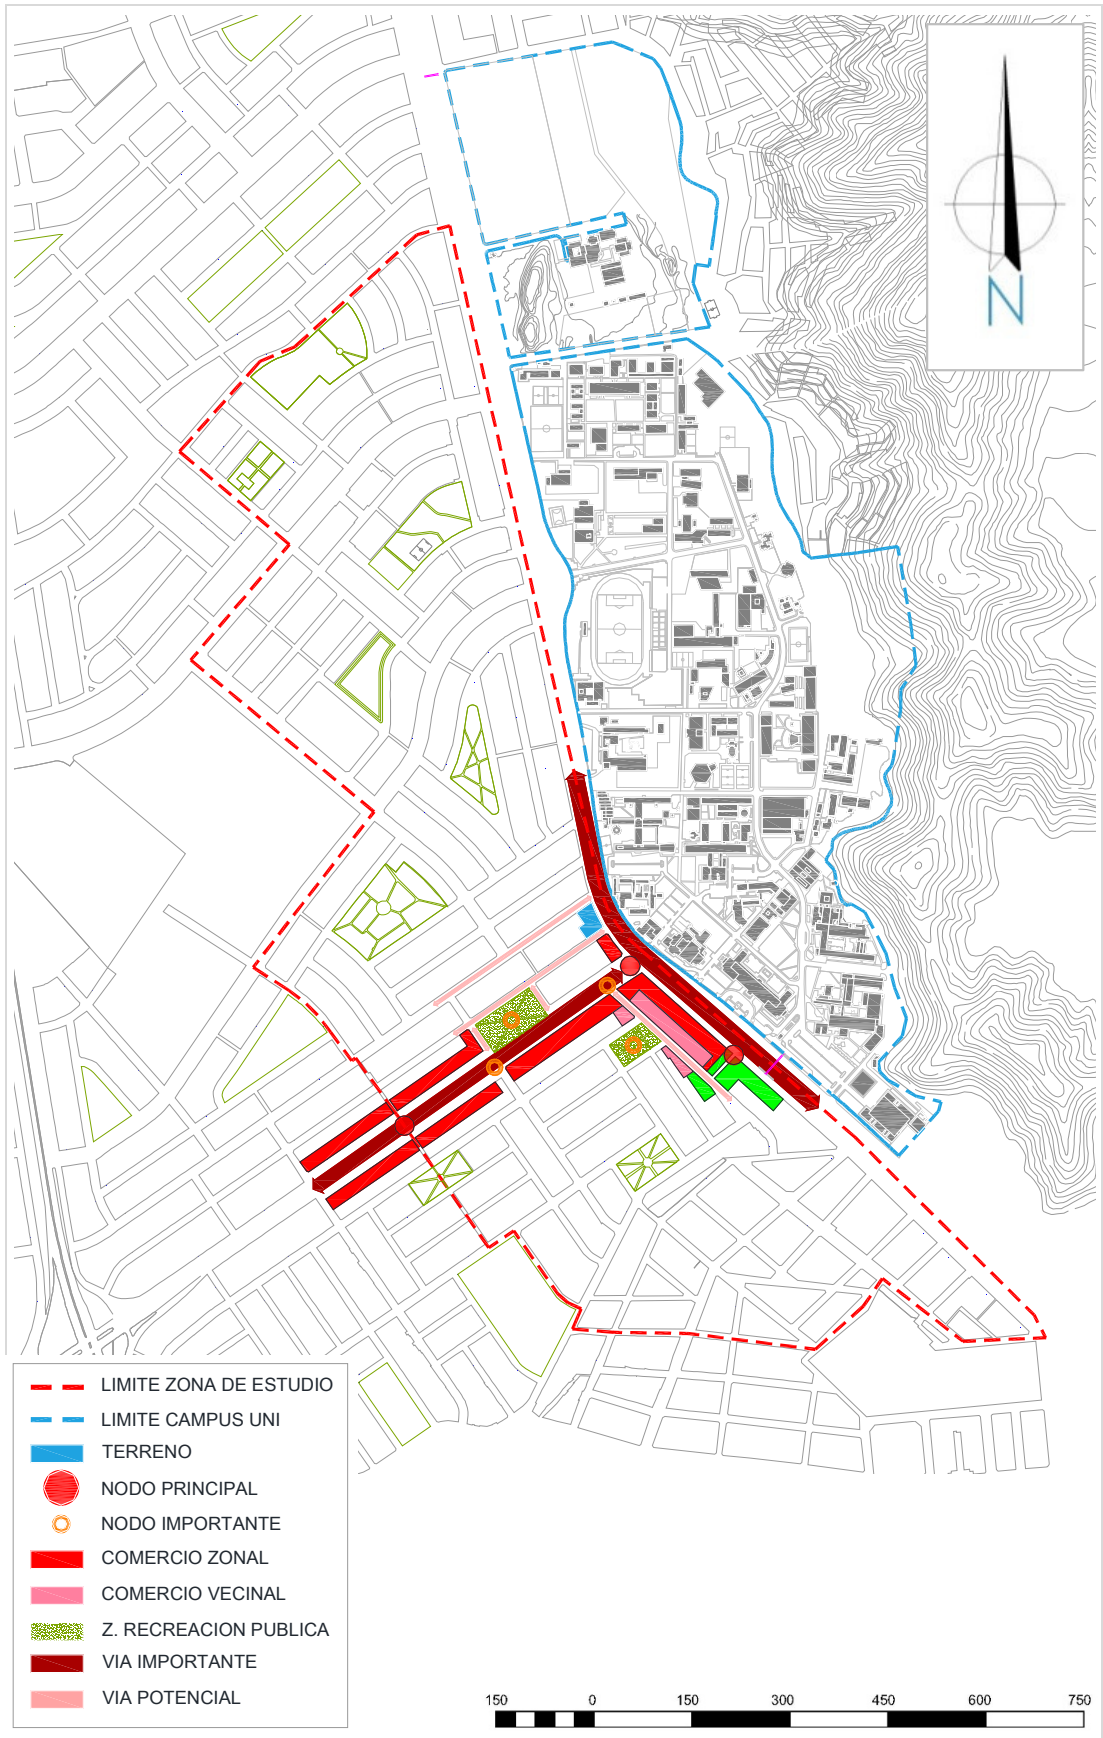 N
LIMITE ZONA DE ESTUDIO
LIMITE CAMPUS UNI
TERRENO
NODO PRINCIPAL
NODO IMPORTANTE
COMERCIO ZONAL
COMERCIO VECINAL
Z. RECREACION PUBLICA
VIA IMPORTANTE
VIA POTENCIAL
150 0 150 300 450 600 750